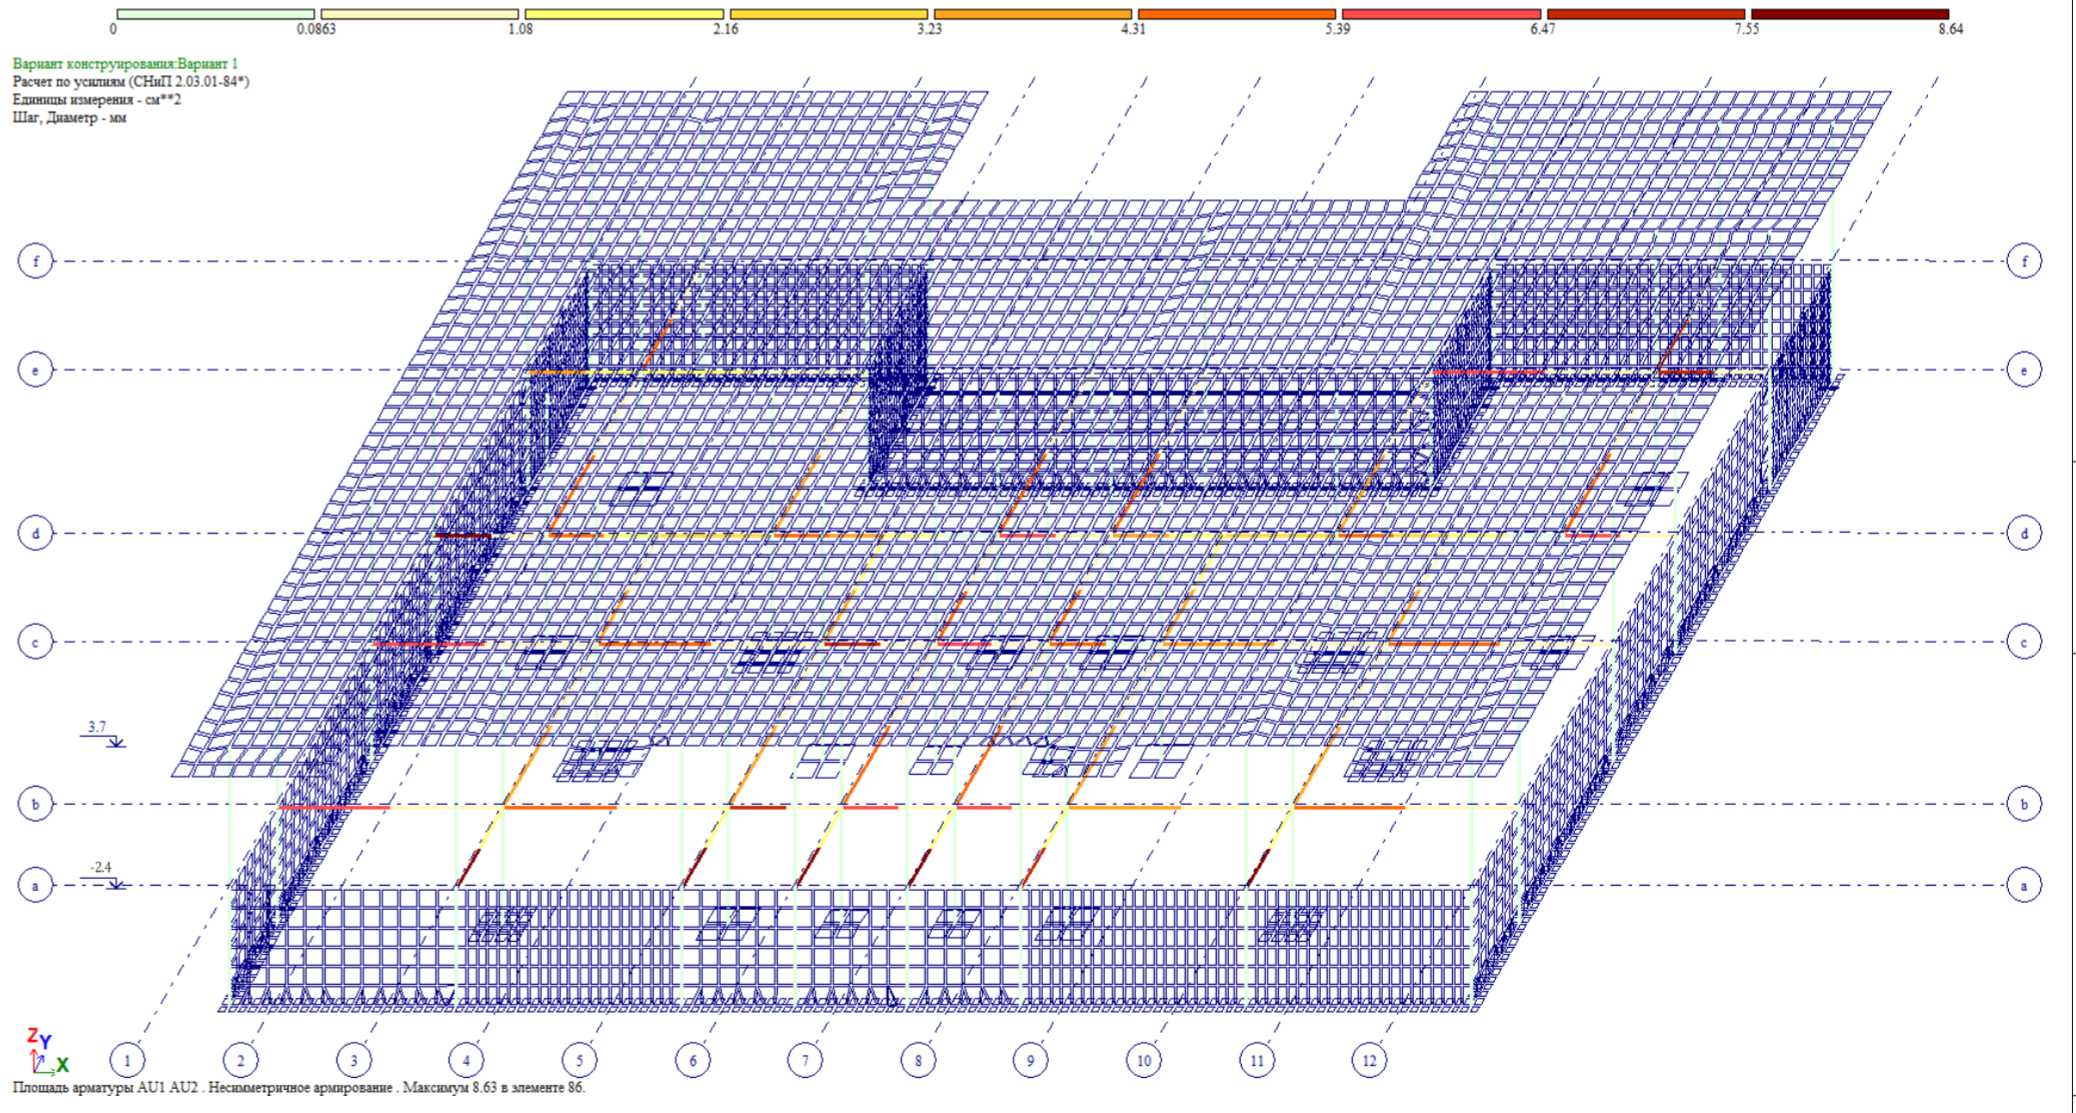 0 0.0863 1.08 2.16 3.23 4.31 5.39 6.47 7.55 8.64
Вариант конструирования:Вариант 1
Расчет по усилиям (СНиП 2.03.01-84*)
Единицы измерения - см**2
Шаг, Диаметр - мм
f f
e e
d d
c c
3.7
b b
-2.4
a a
Z Y X
1 2 3 4 5 6 7 8 9 10 11 12
Площадь арматуры AU1 AU2 . Несимметричное армирование . Максимум 8.63 в элементе 86.